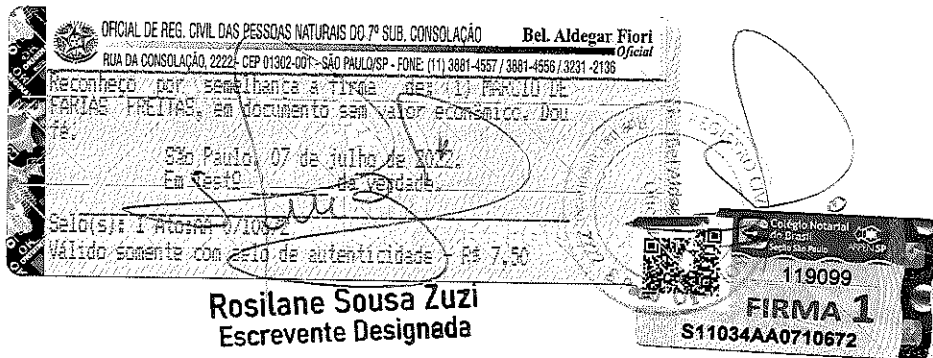 OFICIAL DE REG. CIVIL DAS PESSOAS NATURAIS DO 7º SUB. CONSOLAÇÃO
Bel. Aldegar Fiori
Oficial
RUA DA CONSOLAÇÃO, 2222 - CEP 01302-001 - SÃO PAULO/SP - FONE: (11) 3881-4557 / 3881-4556 / 3231-2136
Reconheço por semelhança a firma de: (1) MARCIO DE
FARIAS FREITAS, em documento sem valor econômico. Dou
fé.
São Paulo, 07 de julho de 2022.
Em testº da verdade.
Selo(s): 1 Ato:AA
Válido somente com selo de autenticidade - R$ 7,50
Rosilane Sousa Zuzi
Escrevente Designada
Colégio Notarial
do Brasil
Seção São Paulo
119099
FIRMA 1
S11034AA0710672